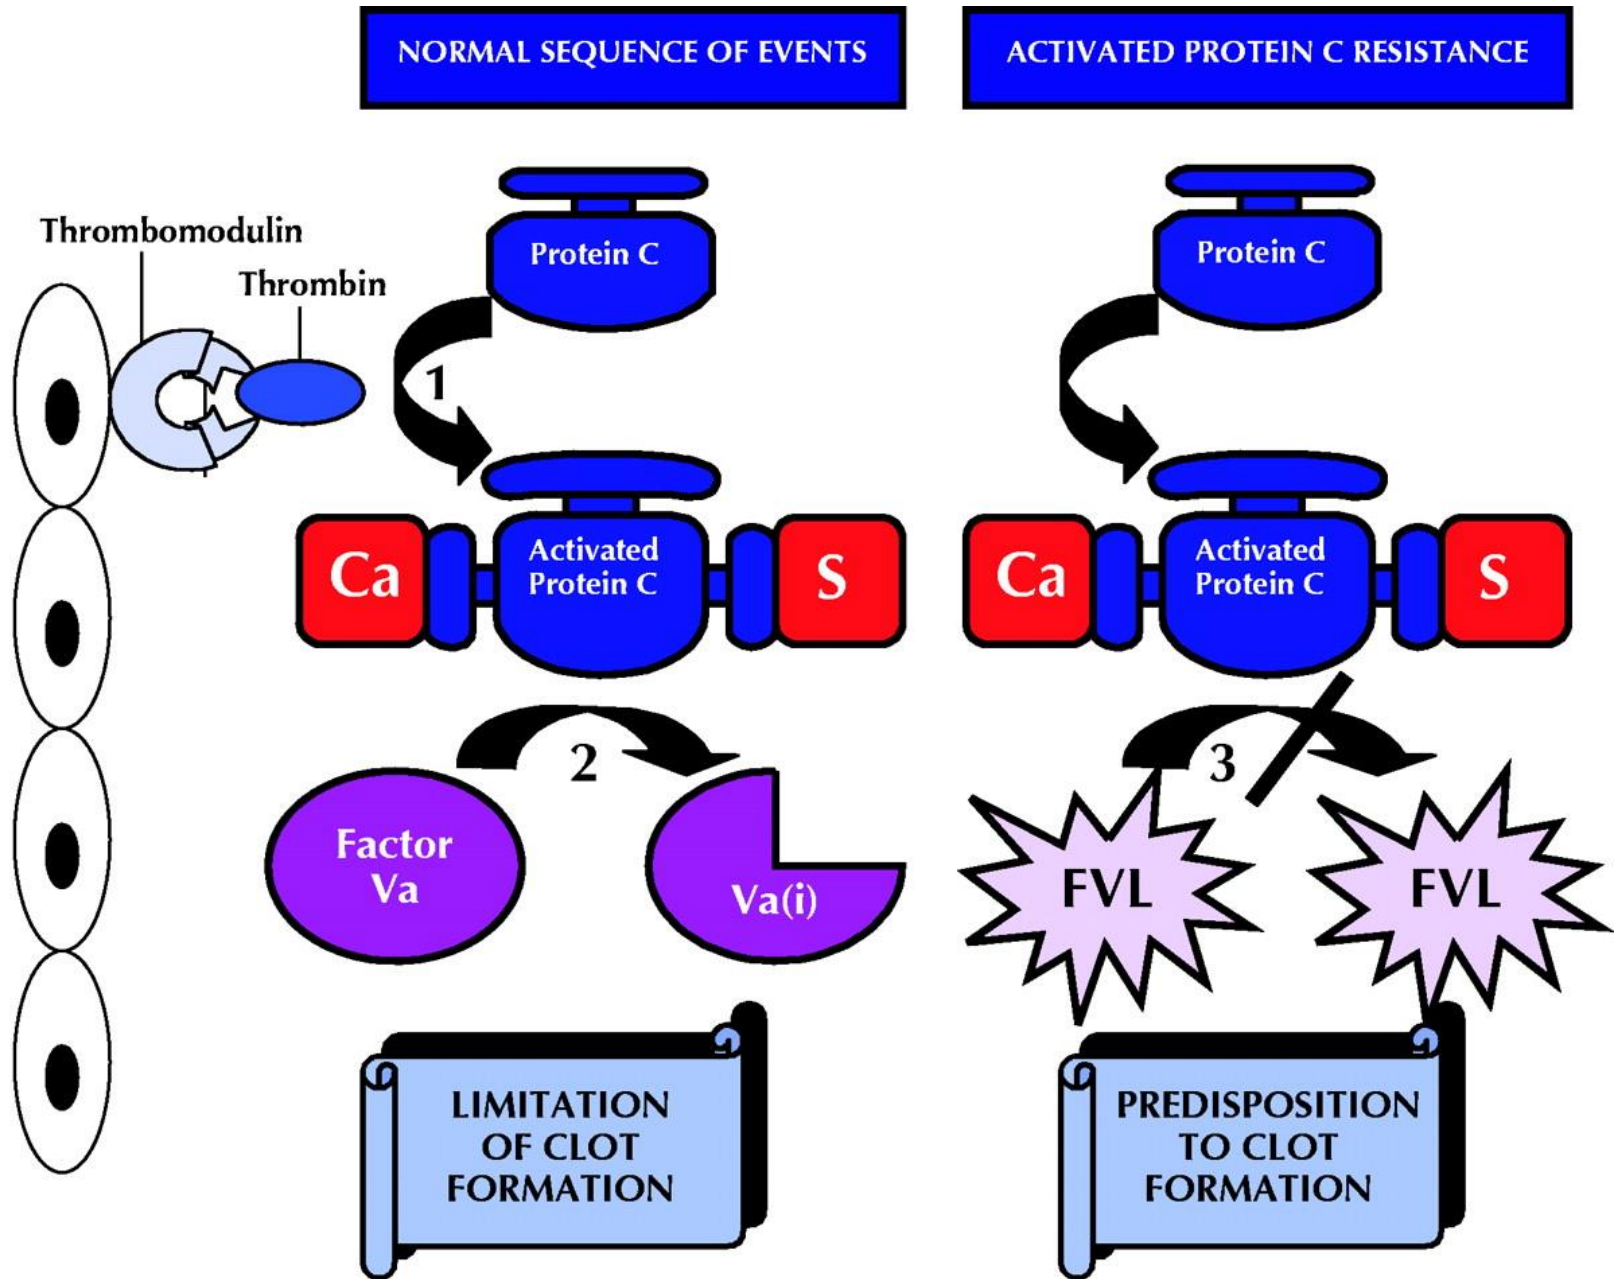 NORMAL SEQUENCE OF EVENTS
ACTIVATED PROTEIN C RESISTANCE
Thrombomodulin
Thrombin
Protein C
1
Activated
Protein C
Ca
S
2
Factor
Va
Va(i)
LIMITATION
OF CLOT
FORMATION
Protein C
Activated
Protein C
Ca
S
3
FVL
FVL
PREDISPOSITION
TO CLOT
FORMATION